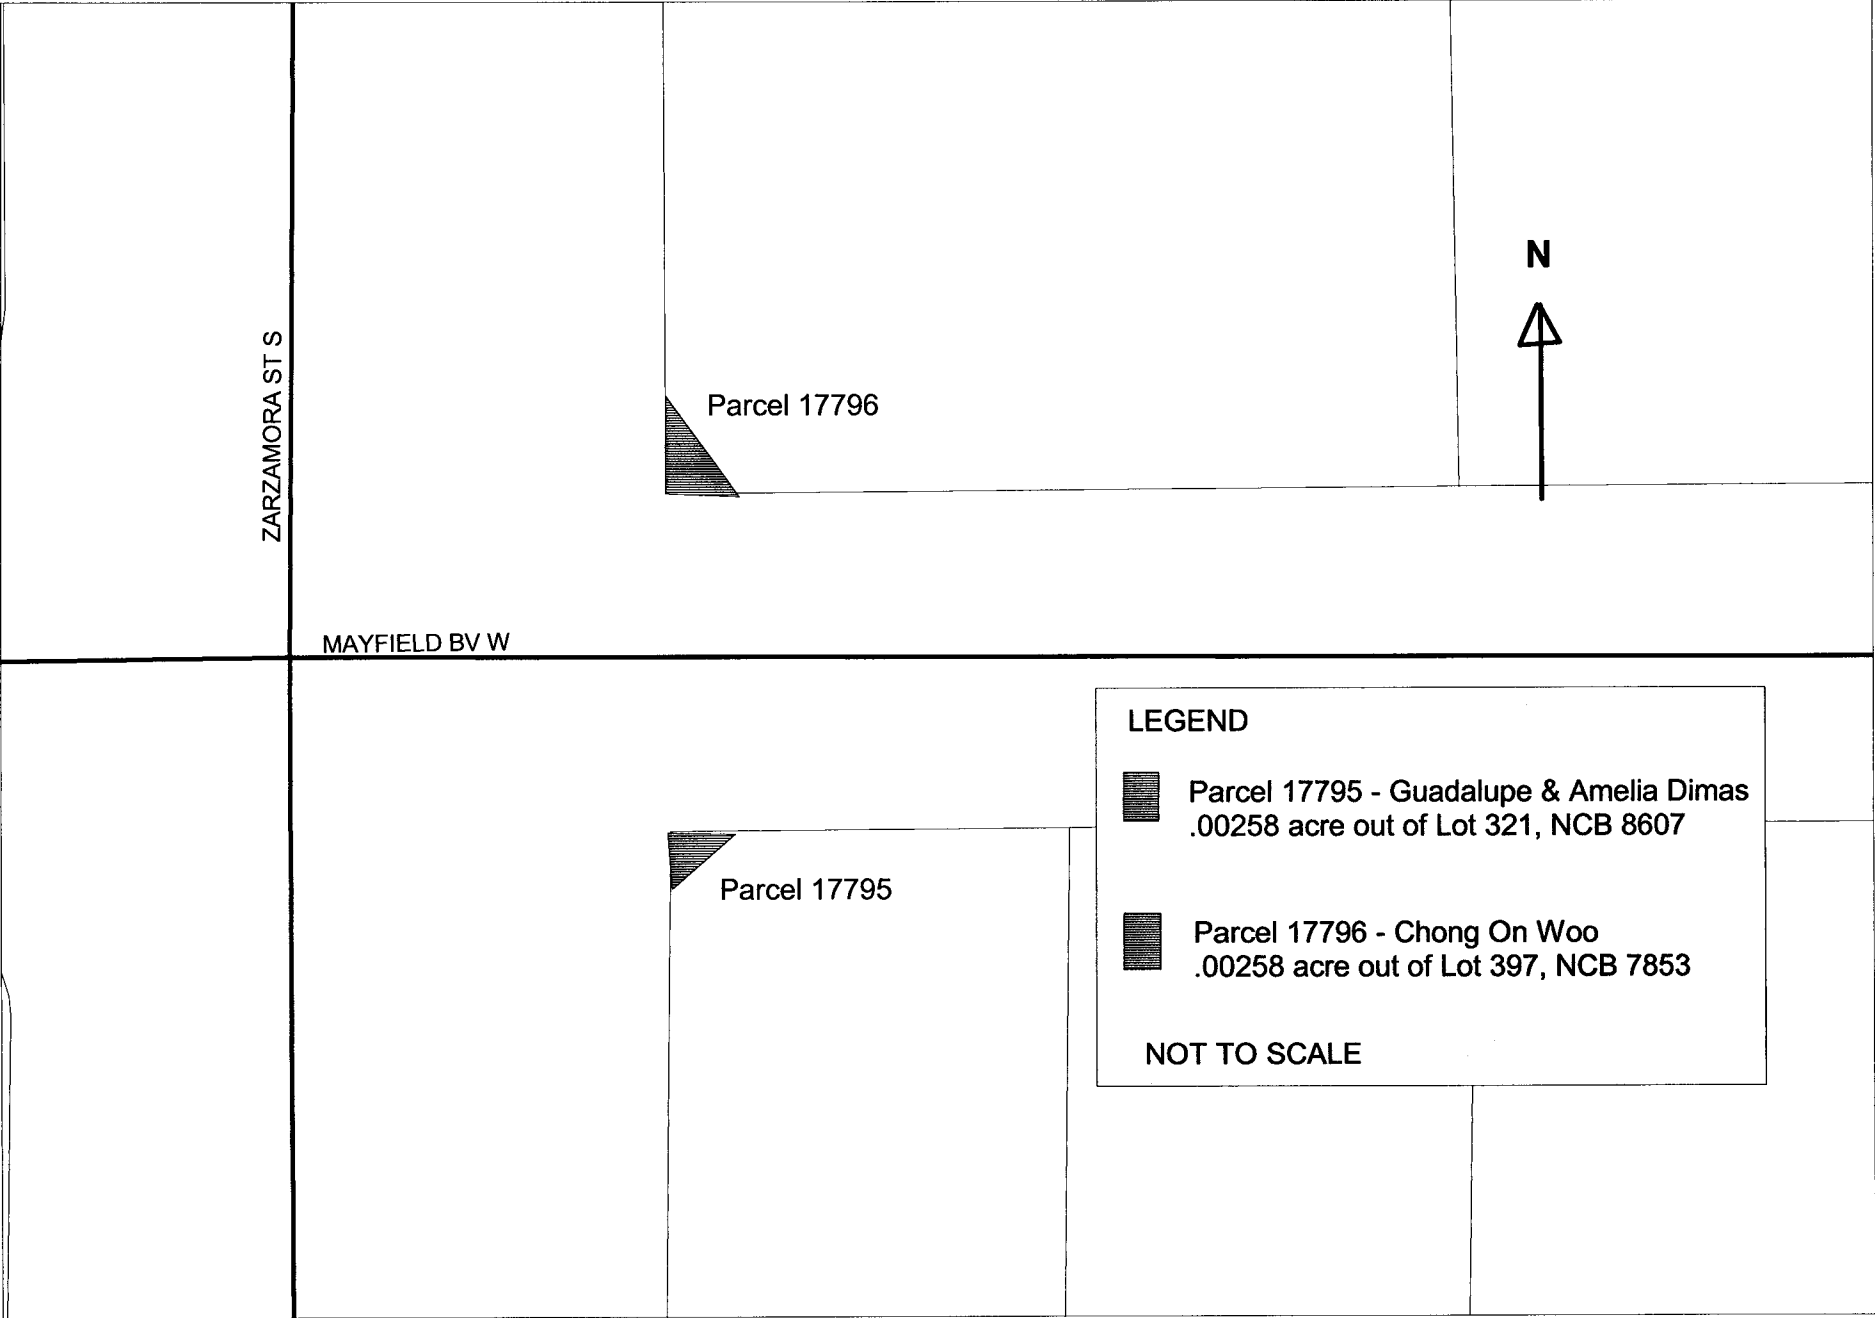 N
ZARZAMORA ST S
Parcel 17796
MAYFIELD BV W
LEGEND
Parcel 17795 - Guadalupe & Amelia Dimas
.00258 acre out of Lot 321, NCB 8607
Parcel 17795
Parcel 17796 - Chong On Woo
.00258 acre out of Lot 397, NCB 7853
NOT TO SCALE